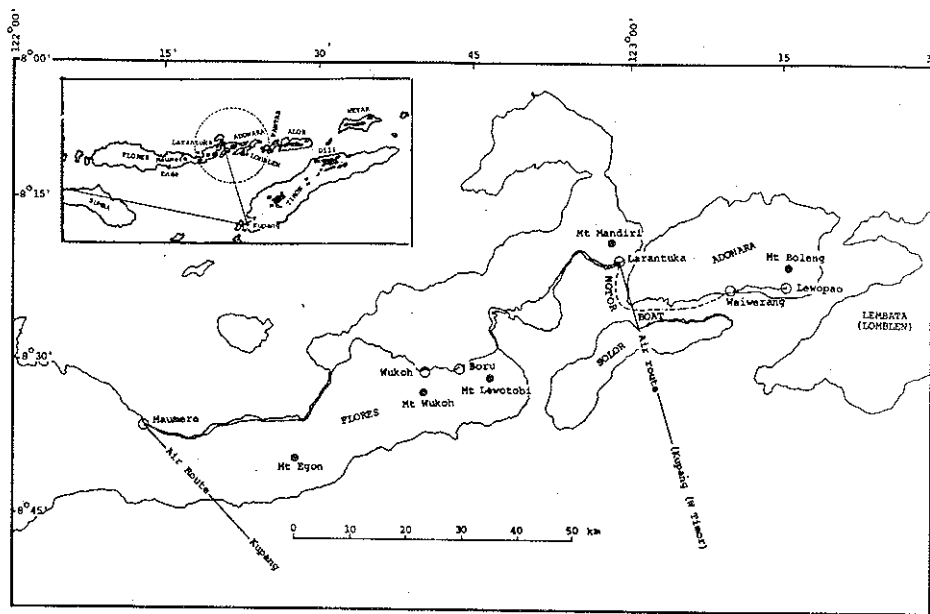 122°00'
15'
30'
45
123°00'
15
8°00'
8°15'
8°30'
8°45'
WETAR
PANTAR
ALOR
ADONARA
Larantuka
LOMBLEN
Dili
FLORES
Maumere
Ende
TIMOR
SUMBA
Kupang
Mt Mandiri
Larantuka
ADONARA
Mt Boleng
Lewopao
Waiwerang
MOTOR
BOAT
LEMBATA
(LOMBLEN)
SOLOR
Air route
(Kupang (W Timor)
Wukoh
Boru
Mt Wukoh
Mt Lewotobi
FLORES
Maumere
Mt Egon
Air Route
Kupang
0 10 20 30 40 50 km